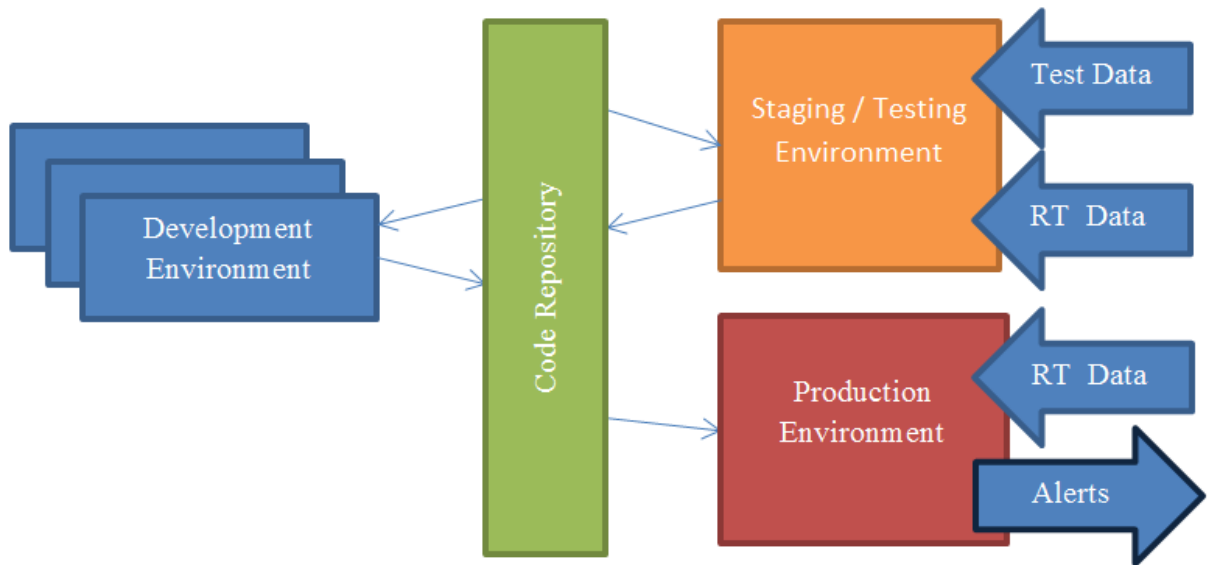 Development
Environment
Code Repository
Staging / Testing
Environment
Test Data
RT Data
Production
Environment
RT Data
Alerts